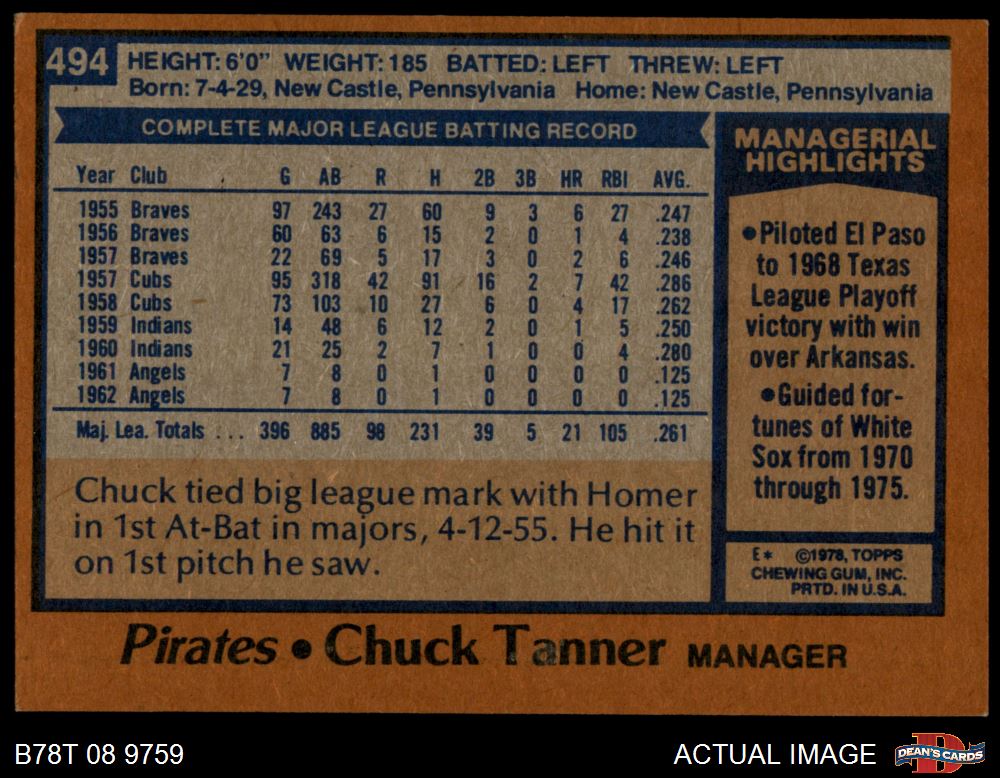 494
HEIGHT: 6'0" WEIGHT: 185 BATTED: LEFT THREW: LEFT
Born: 7-4-29, New Castle, Pennsylvania Home: New Castle, Pennsylvania
COMPLETE MAJOR LEAGUE BATTING RECORD
Year Club G AB R H 2B 3B HR RBI AVG.
1955 Braves 97 243 27 60 9 3 6 27 .247
1956 Braves 60 63 6 15 2 0 1 4 .238
1957 Braves 22 69 5 17 3 0 2 6 .246
1957 Cubs 95 318 42 91 16 2 7 42 .286
1958 Cubs 73 103 10 27 6 0 4 17 .262
1959 Indians 14 48 6 12 2 0 1 5 .250
1960 Indians 21 25 2 7 1 0 0 4 .280
1961 Angels 7 8 0 1 0 0 0 0 .125
1962 Angels 7 8 0 1 0 0 0 0 .125
Maj. Lea. Totals ... 396 885 98 231 39 5 21 105 .261
Chuck tied big league mark with Homer
in 1st At-Bat in majors, 4-12-55. He hit it
on 1st pitch he saw.
MANAGERIAL
HIGHLIGHTS
•Piloted El Paso
to 1968 Texas
League Playoff
victory with win
over Arkansas.
•Guided for-
tunes of White
Sox from 1970
through 1975.
E* ©1978, TOPPS
CHEWING GUM, INC.
PRTD. IN U.S.A.
Pirates • Chuck Tanner MANAGER
B78T 08 9759
ACTUAL IMAGE
DEAN'S CARDS